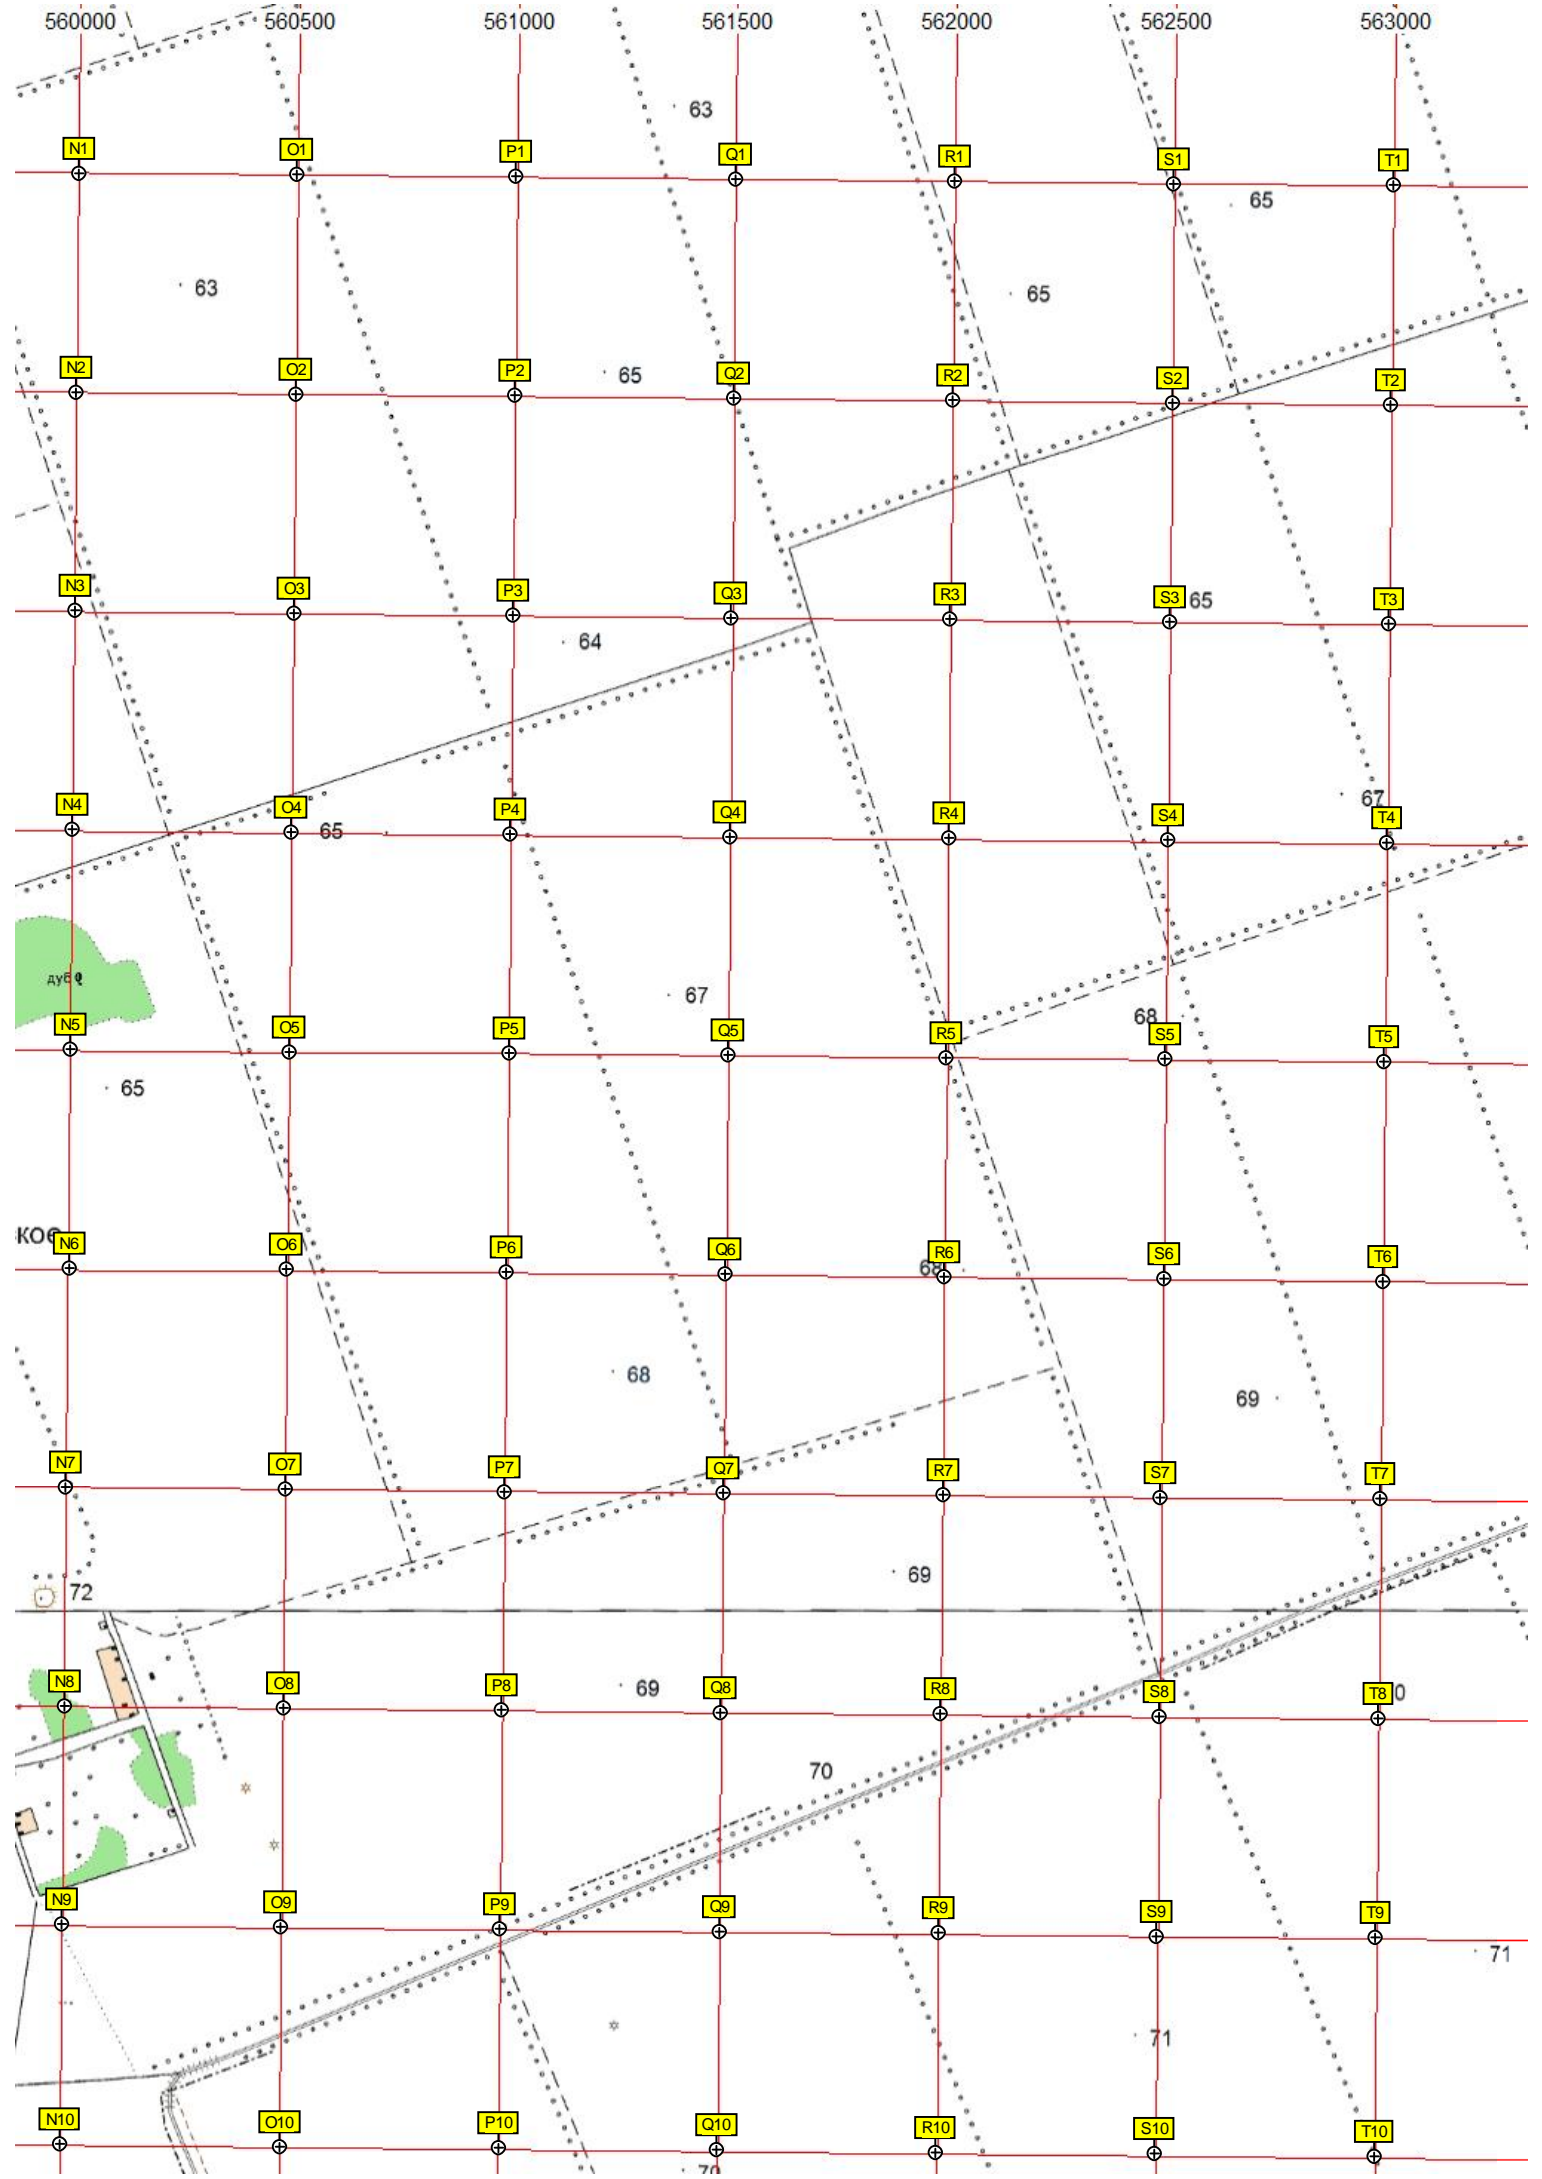 560000 560500 561000 561500 562000 562500 563000
63
N1 O1 P1 Q1 R1 S1 T1
65
63
65
N2 O2 P2 65 Q2 R2 S2 T2
N3 O3 P3 Q3 R3 S3 65 T3
64
67
N4 O4 P4 Q4 R4 S4 T4
65
дуб
67
68
N5 O5 P5 Q5 R5 S5 T5
65
КОЕ
N6 O6 P6 Q6 R6 S6 T6
68
68
69
N7 O7 P7 Q7 R7 S7 T7
69
72
N8 O8 P8 69 Q8 R8 S8 T8 0
70
N9 O9 P9 Q9 R9 S9 T9
71
71
N10 O10 P10 Q10 R10 S10 T10
70